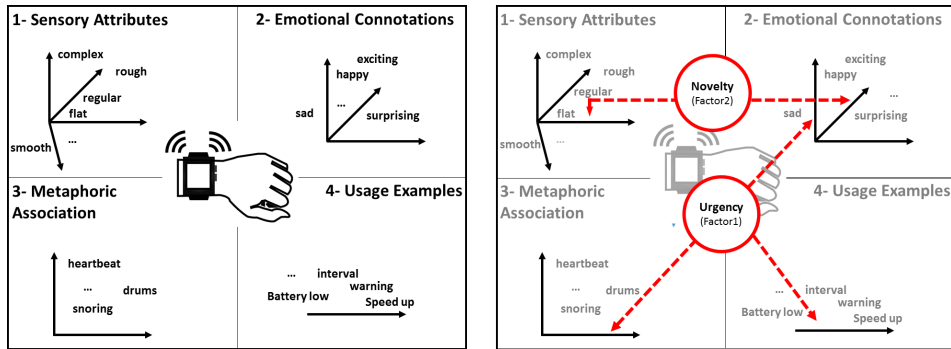 1- Sensory Attributes
complex
rough
regular
flat
...
smooth
2- Emotional Connotations
exciting
happy
...
sad
surprising
3- Metaphoric
Association
heartbeat
...
drums
snoring
4- Usage Examples
... interval
warning
Battery low
Speed up
1- Sensory Attributes
complex
rough
regular
flat
...
smooth
2- Emotional Connotations
exciting
happy
...
sad
surprising
Novelty
(Factor2)
3- Metaphoric
Association
heartbeat
...
drums
snoring
Urgency
(Factor1)
4- Usage Examples
... interval
warning
Battery low
Speed up